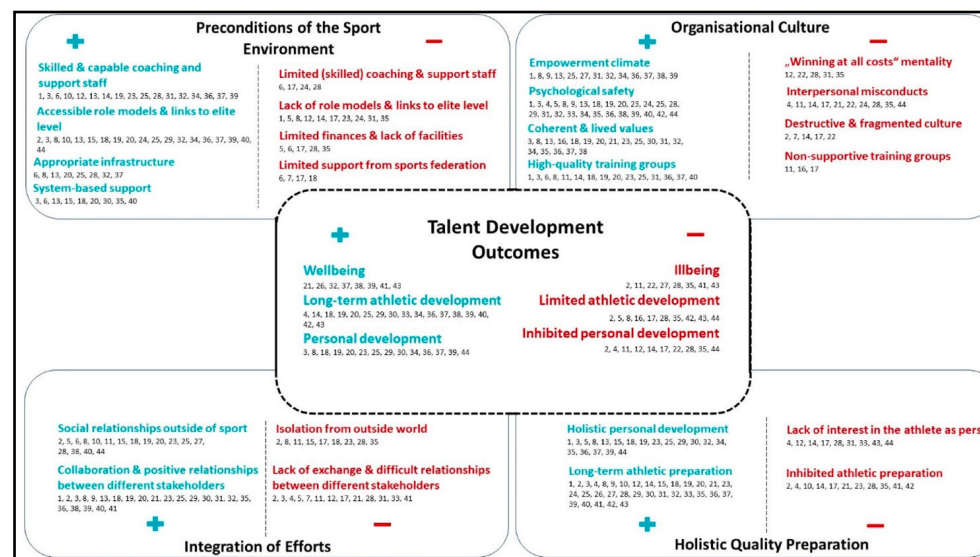 Preconditions of the Sport
Environment
+
−
Skilled & capable coaching and
support staff
1, 3, 6, 10, 12, 13, 14, 19, 23, 25, 28, 31, 32, 34, 36, 37, 39
Accessible role models & links to elite
level
2, 3, 8, 10, 13, 15, 18, 19, 20, 24, 25, 29, 32, 34, 36, 37, 39, 40,
44
Appropriate infrastructure
6, 8, 13, 20, 25, 28, 32, 37
System-based support
3, 6, 13, 15, 18, 20, 30, 35, 40
Limited (skilled) coaching & support staff
6, 17, 24, 28
Lack of role models & links to elite level
1, 5, 8, 12, 14, 17, 23, 24, 31, 35
Limited finances & lack of facilities
5, 6, 17, 28, 35
Limited support from sports federation
6, 7, 17, 18
Organisational Culture
+
−
Empowerment climate
1, 8, 9, 13, 25, 27, 31, 32, 34, 36, 37, 38, 39
Psychological safety
1, 3, 4, 5, 8, 9, 13, 18, 19, 20, 23, 24, 25, 28,
29, 31, 32, 33, 34, 35, 36, 38, 39, 40, 42, 44
Coherent & lived values
3, 8, 13, 16, 18, 19, 20, 21, 23, 25, 30, 31, 32,
34, 35, 36, 37, 38
High-quality training groups
1, 3, 6, 8, 11, 14, 18, 19, 20, 23, 25, 31, 36, 37, 40
„Winning at all costs“ mentality
12, 22, 28, 31, 35
Interpersonal misconducts
4, 11, 14, 17, 21, 22, 24, 28, 35, 44
Destructive & fragmented culture
2, 7, 14, 17, 22
Non-supportive training groups
11, 16, 17
Talent Development
Outcomes
+
−
Wellbeing
21, 26, 32, 37, 38, 39, 41, 43
Long-term athletic development
4, 14, 18, 19, 20, 25, 29, 30, 33, 34, 36, 37, 38, 39, 40,
42, 43
Personal development
3, 8, 18, 19, 20, 23, 25, 29, 30, 34, 36, 37, 39, 44
Illbeing
2, 11, 22, 27, 28, 35, 41, 43
Limited athletic development
2, 5, 8, 16, 17, 28, 35, 42, 43, 44
Inhibited personal development
2, 4, 11, 12, 14, 17, 22, 28, 35, 44
Social relationships outside of sport
2, 5, 6, 8, 10, 11, 15, 18, 19, 20, 23, 25, 27,
28, 38, 40, 44
Collaboration & positive relationships
between different stakeholders
1, 2, 3, 8, 9, 13, 18, 19, 20, 21, 23, 25, 29, 30, 31, 32, 35,
36, 38, 39, 40, 41
Isolation from outside world
2, 8, 11, 15, 17, 18, 23, 28, 35
Lack of exchange & difficult relationships
between different stakeholders
2, 3, 4, 5, 7, 11, 12, 17, 21, 28, 31, 33, 41
+
−
Integration of Efforts
Holistic personal development
1, 3, 5, 8, 13, 15, 18, 19, 23, 25, 29, 30, 32, 34,
35, 36, 37, 39, 44
Long-term athletic preparation
1, 2, 3, 4, 8, 9, 10, 12, 14, 15, 18, 19, 20, 21, 23,
24, 25, 26, 27, 28, 29, 30, 31, 32, 33, 35, 36, 37,
39, 40, 41, 42, 43
Lack of interest in the athlete as pers
4, 12, 14, 17, 28, 31, 33, 43, 44
Inhibited athletic preparation
2, 4, 10, 14, 17, 21, 23, 28, 35, 41, 42
+
−
Holistic Quality Preparation